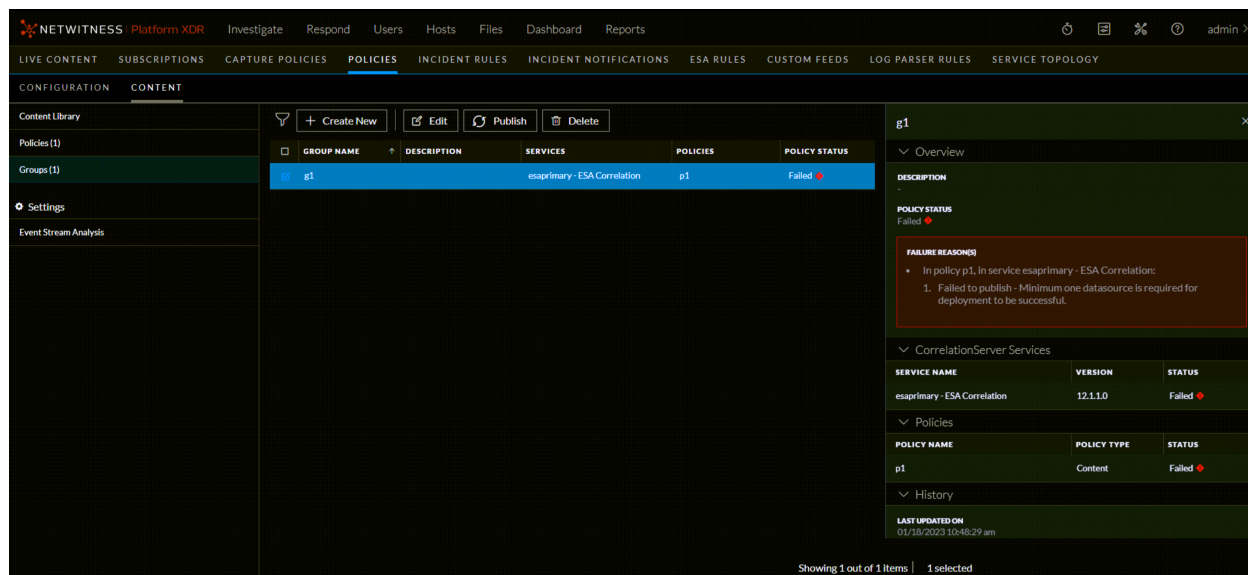 NETWITNESS Platform XDR Investigate Respond Users Hosts Files Dashboard Reports admin
LIVE CONTENT SUBSCRIPTIONS CAPTURE POLICIES POLICIES INCIDENT RULES INCIDENT NOTIFICATIONS ESA RULES CUSTOM FEEDS LOG PARSER RULES SERVICE TOPOLOGY
CONFIGURATION CONTENT
Content Library
Policies (1)
Groups (1)
Settings
Event Stream Analysis
Create New Edit Publish Delete
GROUP NAME DESCRIPTION SERVICES POLICIES POLICY STATUS
g1 esaprimary - ESA Correlation p1 Failed
Showing 1 out of 1 items | 1 selected
g1
Overview
DESCRIPTION
-
POLICY STATUS
Failed
FAILURE REASON(S)
• In policy p1, in service esaprimary - ESA Correlation:
1. Failed to publish - Minimum one datasource is required for
deployment to be successful.
CorrelationServer Services
SERVICE NAME VERSION STATUS
esaprimary - ESA Correlation 12.1.1.0 Failed
Policies
POLICY NAME POLICY TYPE STATUS
p1 Content Failed
History
LAST UPDATED ON
01/18/2023 10:48:29 am